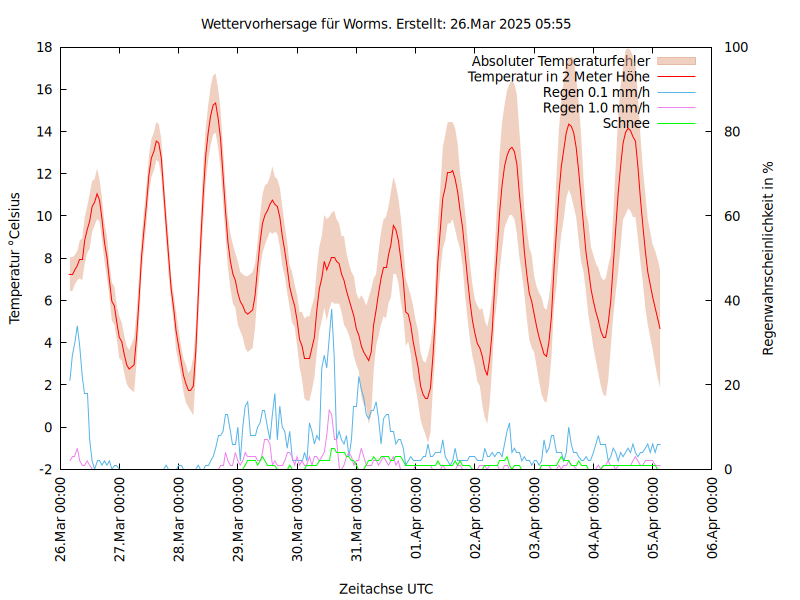 Wettervorhersage für Worms. Erstellt: 26.Mar 2025 05:55
Absoluter Temperaturfehler
Temperatur in 2 Meter Höhe
Regen 0.1 mm/h
Regen 1.0 mm/h
Schnee
Temperatur °Celsius
18
16
14
12
10
8
6
4
2
0
-2
100
80
60
40
20
0
Regenwahrscheinlichkeit in %
26.Mar 00:00
27.Mar 00:00
28.Mar 00:00
29.Mar 00:00
30.Mar 00:00
31.Mar 00:00
01.Apr 00:00
02.Apr 00:00
03.Apr 00:00
04.Apr 00:00
05.Apr 00:00
06.Apr 00:00
Zeitachse UTC